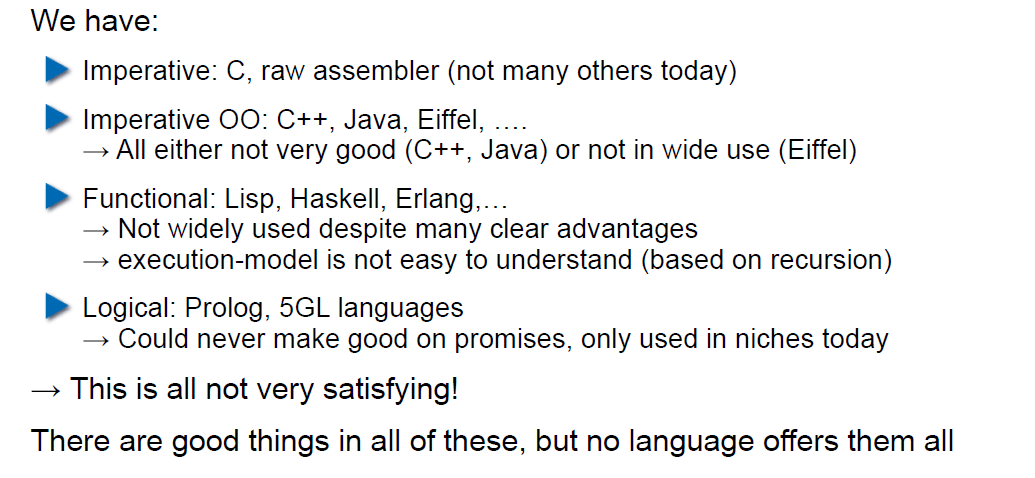 We have:
Imperative: C, raw assembler (not many others today)
Imperative OO: C++, Java, Eiffel, ….
→ All either not very good (C++, Java) or not in wide use (Eiffel)
Functional: Lisp, Haskell, Erlang,…
→ Not widely used despite many clear advantages
→ execution-model is not easy to understand (based on recursion)
Logical: Prolog, 5GL languages
→ Could never make good on promises, only used in niches today
→ This is all not very satisfying!
There are good things in all of these, but no language offers them all